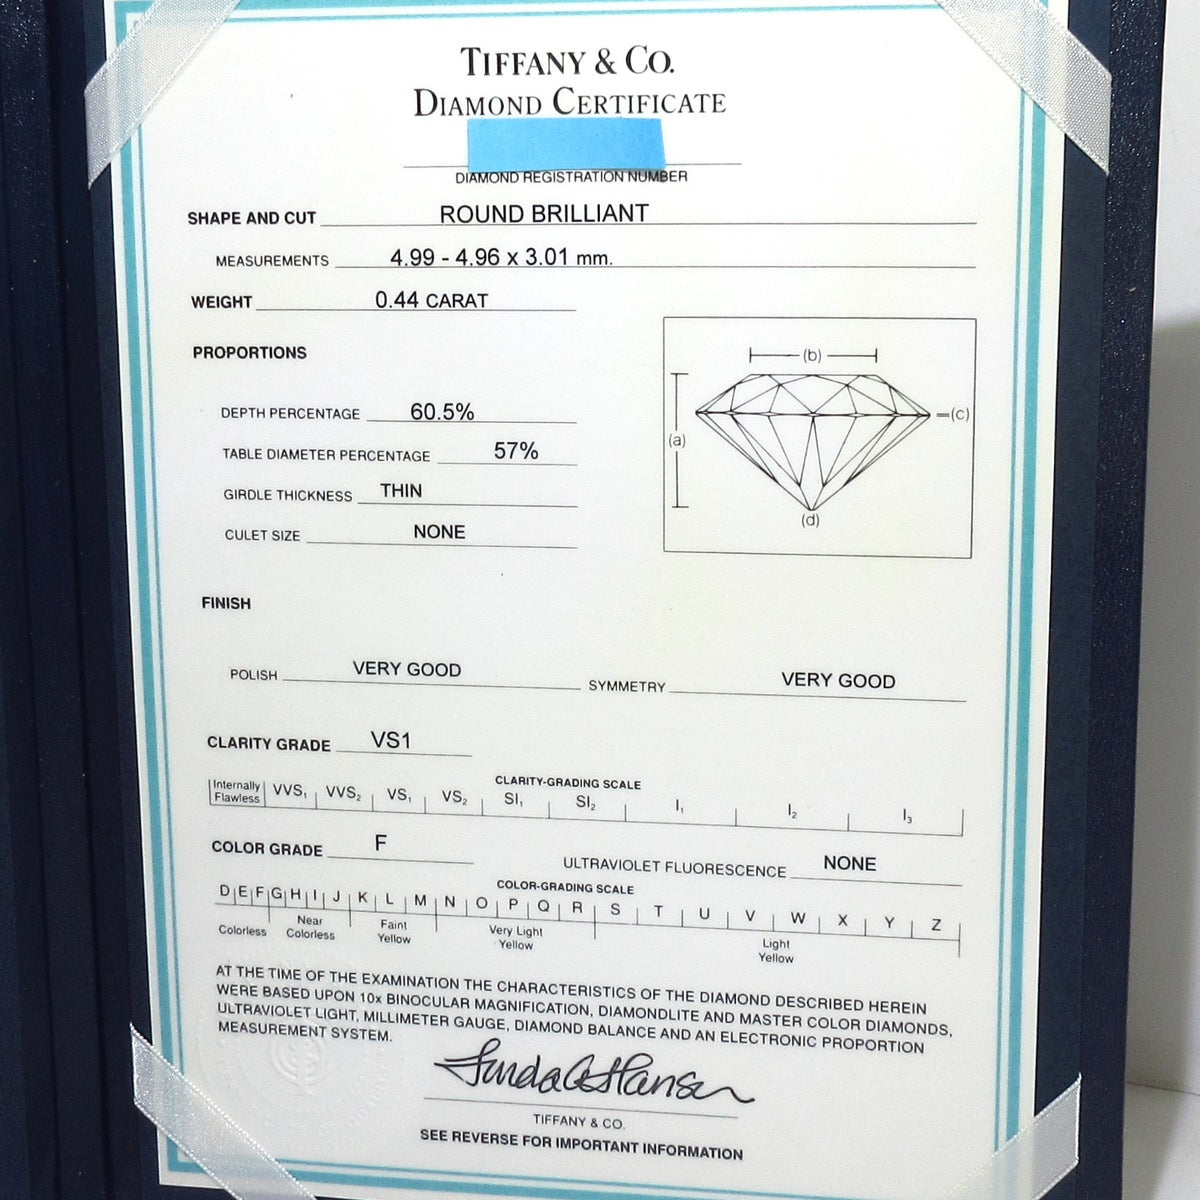 TIFFANY & CO.
DIAMOND CERTIFICATE
DIAMOND REGISTRATION NUMBER
SHAPE AND CUT ROUND BRILLIANT
MEASUREMENTS 4.99 - 4.96 x 3.01 mm.
WEIGHT 0.44 CARAT
PROPORTIONS
(b)
(c)
(a)
(d)
DEPTH PERCENTAGE 60.5%
TABLE DIAMETER PERCENTAGE 57%
GIRDLE THICKNESS THIN
CULET SIZE NONE
FINISH
POLISH VERY GOOD SYMMETRY VERY GOOD
CLARITY GRADE VS1
CLARITY-GRADING SCALE
Internally Flawless VVS₁ VVS₂ VS₁ VS₂ SI₁ SI₂ I₁ I₂ I₃
COLOR GRADE F ULTRAVIOLET FLUORESCENCE NONE
COLOR-GRADING SCALE
D E F G H I J K L M N O P Q R S T U V W X Y Z
Colorless Near Colorless Faint Yellow Very Light Yellow Light Yellow
AT THE TIME OF THE EXAMINATION THE CHARACTERISTICS OF THE DIAMOND DESCRIBED HEREIN
WERE BASED UPON 10x BINOCULAR MAGNIFICATION, DIAMONDLITE AND MASTER COLOR DIAMONDS,
ULTRAVIOLET LIGHT, MILLIMETER GAUGE, DIAMOND BALANCE AND AN ELECTRONIC PROPORTION
MEASUREMENT SYSTEM.
TIFFANY & CO.
SEE REVERSE FOR IMPORTANT INFORMATION